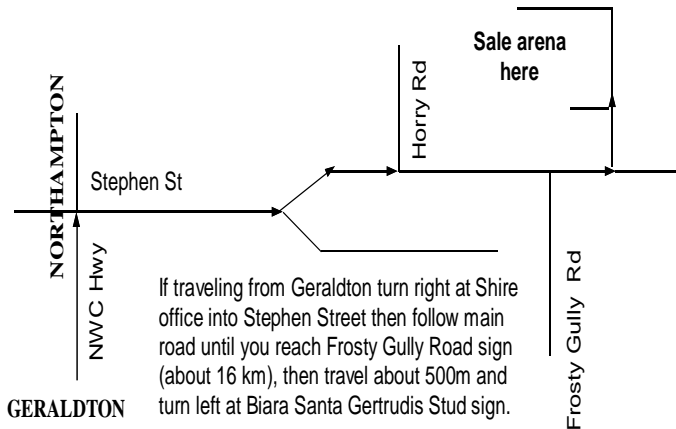 Sale arena
here
Horry Rd
NORTHAMPTON
Stephen St
NWC Hwy
Frosty Gully Rd
If traveling from Geraldton turn right at Shire
office into Stephen Street then follow main
road until you reach Frosty Gully Road sign
(about 16 km), then travel about 500m and
turn left at Biara Santa Gertrudis Stud sign.
GERALDTON